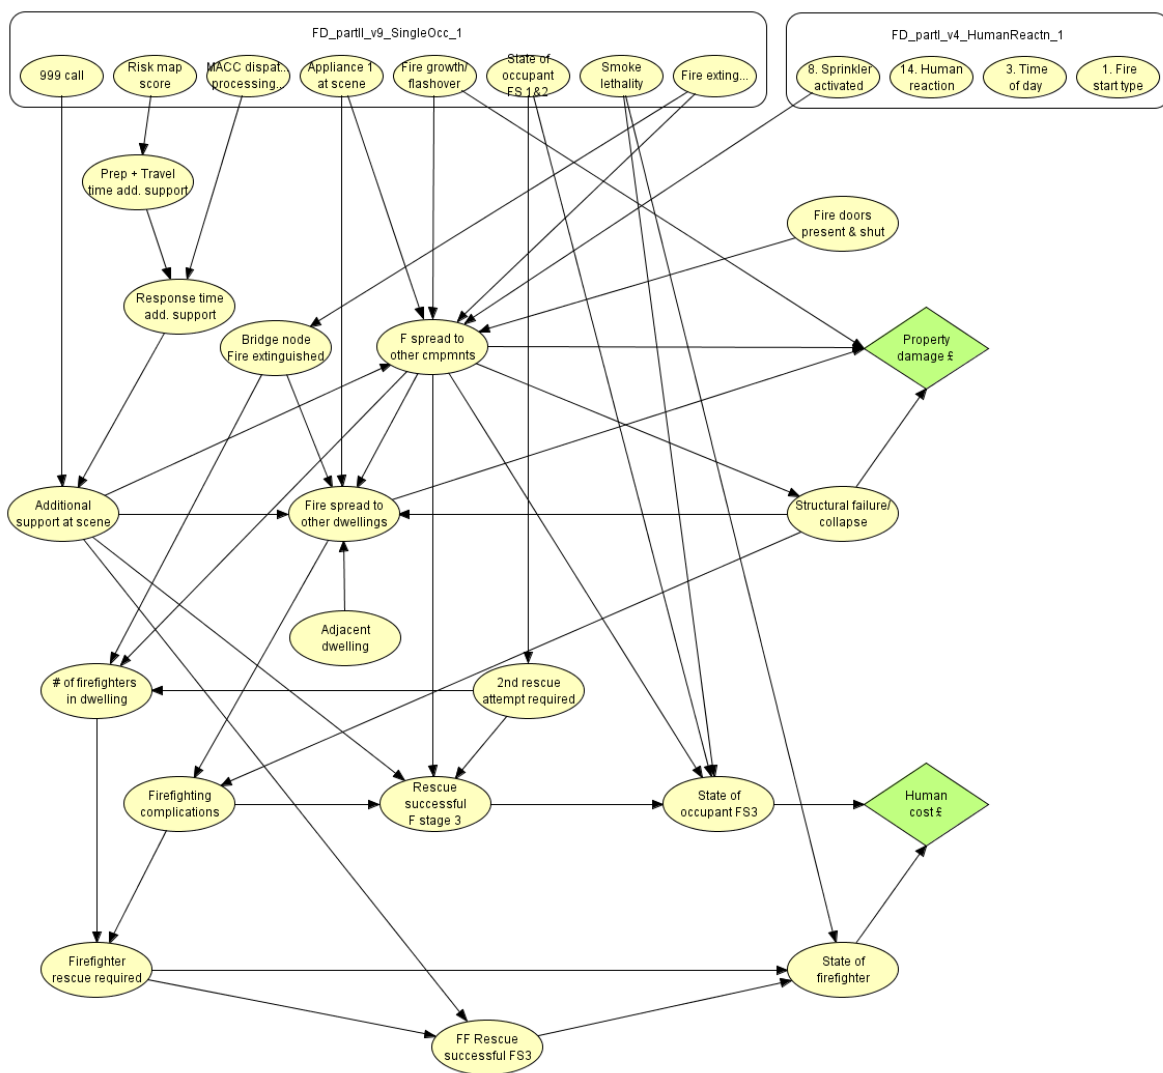 FD_partII_v9_SingleOcc_1
FD_partI_v4_HumanReactn_1
999 call
Risk map
score
MACC dispat...
processing...
Appliance 1
at scene
Fire growth/
flashover
State of
occupant
FS 1&2
Smoke
lethality
Fire exting...
8. Sprinkler
activated
14. Human
reaction
3. Time
of day
1. Fire
start type
Prep + Travel
time add. support
Fire doors
present & shut
Response time
add. support
Bridge node
Fire extinguished
F spread to
other cmpmnts
Property
damage £
Additional
support at scene
Fire spread to
other dwellings
Structural failure/
collapse
Adjacent
dwelling
# of firefighters
in dwelling
2nd rescue
attempt required
Firefighting
complications
Rescue
successful
F stage 3
State of
occupant FS3
Human
cost £
Firefighter
rescue required
State of
firefighter
FF Rescue
successful FS3